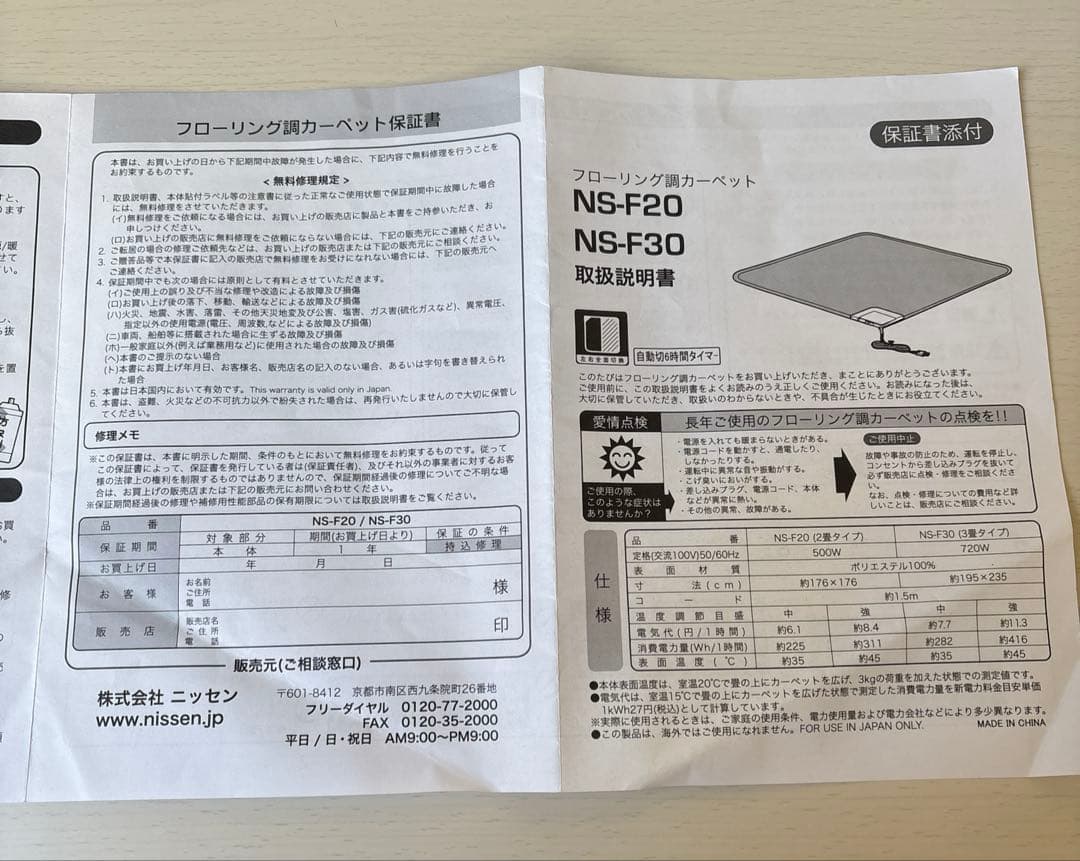 フローリング調カーペット保証書
本書は、お買い上げの日から下記期間中故障が発生した場合に、下記内容で無料修理を行うことを
お約束するものです。
<無料修理規定>
1. 取扱説明書、本体貼付ラベル等の注意書に従った正常なご使用状態で保証期間中に故障した場合
には、無料修理をさせていただきます。
(イ)無料修理をご依頼になる場合には、お買い上げの販売店に製品と本書をご持参いただき、お
申しつけください。
(ロ)お買い上げの販売店に無料修理をご依頼にならない場合には、下記の販売元にご相談ください。
2. ご転居の場合の修理ご依頼先などは、お買い上げの販売店または下記の販売元にご相談ください。
3. ご贈答品等で本保証書に記入の販売店で無料修理をお受けになれない場合には、下記の販売元へ
ご連絡ください。
4. 保証期間中でも次の場合には原則として有料とさせていただきます。
(イ)ご使用上の誤り及び不当な修理や改造による故障及び損傷
(ロ)お買い上げ後の落下、移動、輸送などによる故障及び損傷
(ハ)火災、地震、水害、落雷、その他天災地変及び公害、塩害、ガス害(硫化ガスなど)、異常電圧、
指定以外の使用電源(電圧、周波数)などによる故障及び損傷
(ニ)車両、船舶等に搭載された場合に生ずる故障及び損傷
(ホ)一般家庭以外(例えば業務用など)に使用された場合の故障及び損傷
(ヘ)本書のご提示のない場合
(ト)本書にお買い上げ年月日、お客様名、販売店名の記入のない場合、あるいは字句を書き替えられ
た場合
5. 本書は日本国内において有効です。This warranty is valid only in Japan.
6. 本書は、盗難、火災などの不可抗力以外で紛失された場合は、再発行いたしませんので大切に保管し
てください。
修理メモ
※この保証書は、本書に明示した期間、条件のもとにおいて無料修理をお約束するものです。従って
この保証書によって、保証書を発行している者(保証責任者)、及びそれ以外の事業者に対するお客
様の法律上の権利を制限するものではありませんので、保証期間経過後の修理についてご不明な場
合は、お買い上げの販売店または下記の販売元にお問い合わせください。
※保証期間経過後の修理や補修用性能部品の保有期限については取扱説明書をご覧ください。
品番 NS-F20 / NS-F30
保証期間 対象部分 期間(お買上げ日より) 保証の条件
本体 1年 持込修理
お買上げ日 年 月 日
お客様 お名前
ご住所
電話 様
販売店 販売店名
ご住所
電話 印
販売元(ご相談窓口)
株式会社 ニッセン 〒601-8412 京都市南区西九条院町26番地
www.nissen.jp フリーダイヤル 0120-77-2000
FAX 0120-35-2000
平日/日・祝日 AM9:00〜PM9:00
保証書添付
フローリング調カーペット
NS-F20
NS-F30
取扱説明書
左右全面切換
自動切6時間タイマー
このたびはフローリング調カーペットをお買い上げいただき、まことにありがとうございます。
ご使用前に、この取扱説明書をよくお読みのうえ正しくご使用ください。お読みになった後は、
大切に保管していただき、取扱いのわからないときや、不具合が生じたときにお役立てください。
愛情点検 長年ご使用のフローリング調カーペットの点検を!!
ご使用の際、
このような症状は
ありませんか?
・電源を入れても暖まらないときがある。
・電源コードを動かすと、通電したり、
しなかったりする。
・運転中に異常な音や振動がする。
・こげ臭いにおいがする。
・差し込みプラグ、電源コード、本体
などが異常に熱い。
・その他の異常、故障がある。
ご使用中止
故障や事故の防止のため、運転を停止し、
コンセントから差し込みプラグを抜いて
必ず販売店に点検・修理をご相談くださ
い。
なお、点検・修理についての費用など詳
しいことは、販売店にご相談ください。
仕様
品番 NS-F20 (2畳タイプ) NS-F30 (3畳タイプ)
定格(交流100V)50/60Hz 500W 720W
表面材質 ポリエステル100%
寸法(cm) 約176×176 約195×235
コード 約1.5m
温度調節目盛 中 強 中 強
電気代(円/1時間) 約6.1 約8.4 約7.7 約11.3
消費電力量(Wh/1時間) 約225 約311 約282 約416
表面温度(℃) 約35 約45 約35 約45
●本体表面温度は、室温20℃で畳の上にカーペットを広げ、3kgの荷重を加えた状態での測定値です。
●電気代は、室温15℃で畳の上にカーペットを広げた状態で測定した消費電力量を新電力料金目安単価
1kWh27円(税込)として計算しています。
※実際に使用されるときは、ご家庭の使用条件、電力使用量および電力会社などにより多少異なります。
●この製品は、海外ではご使用になれません。FOR USE IN JAPAN ONLY. MADE IN CHINA